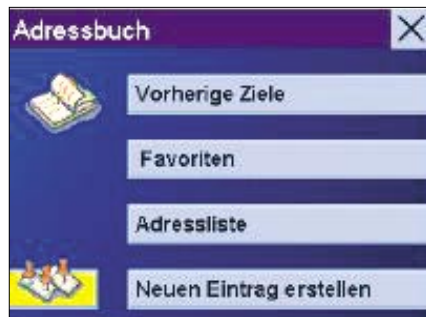 Adressbuch
Vorherige Ziele
Favoriten
Adressliste
Neuen Eintrag erstellen